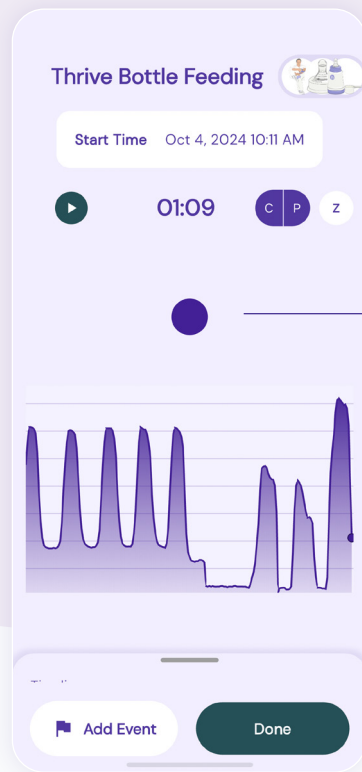 Thrive Bottle Feeding
Start Time Oct 4, 2024 10:11 AM
01:09 C P Z
Add Event
Done